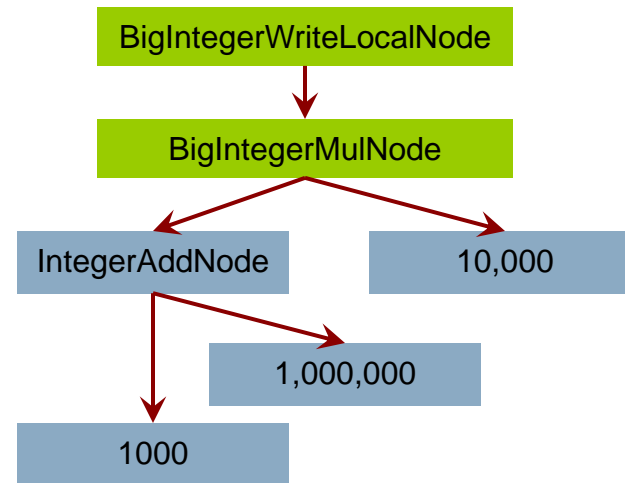 BigIntegerWriteLocalNode
BigIntegerMulNode
IntegerAddNode
10,000
1,000,000
1000